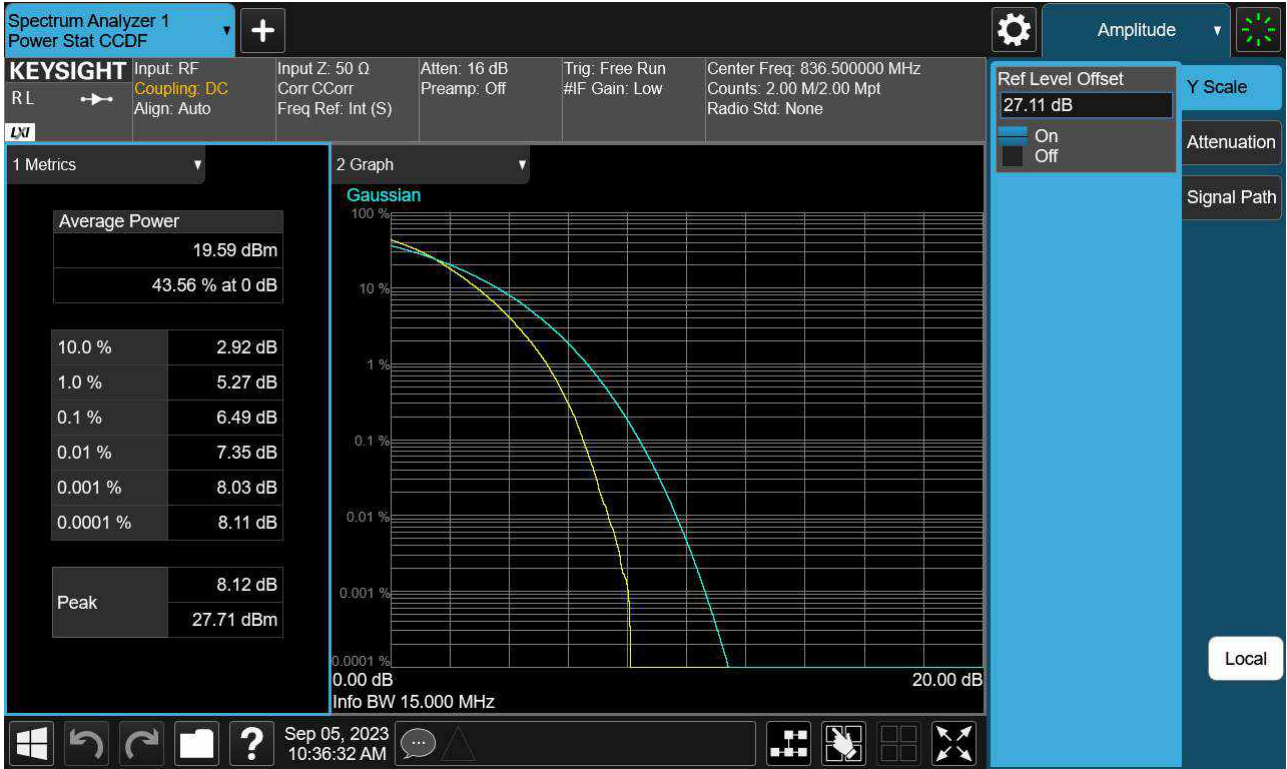 Spectrum Analyzer 1
Power Stat CCDF
Amplitude
KEYSIGHT
RL
LXI
Input: RF
Coupling: DC
Align: Auto
Input Z: 50 Ω
Corr CCorr
Freq Ref: Int (S)
Atten: 16 dB
Preamp: Off
Trig: Free Run
#IF Gain: Low
Center Freq: 836.500000 MHz
Counts: 2.00 M/2.00 Mpt
Radio Std: None
Ref Level Offset
27.11 dB
On
Off
Y Scale
Attenuation
Signal Path
Local
1 Metrics
Average Power
19.59 dBm
43.56 % at 0 dB
10.0 % 2.92 dB
1.0 % 5.27 dB
0.1 % 6.49 dB
0.01 % 7.35 dB
0.001 % 8.03 dB
0.0001 % 8.11 dB
Peak
8.12 dB
27.71 dBm
2 Graph
Gaussian
100 %
10 %
1 %
0.1 %
0.01 %
0.001 %
0.0001 %
0.00 dB 20.00 dB
Info BW 15.000 MHz
?
Sep 05, 2023
10:36:32 AM